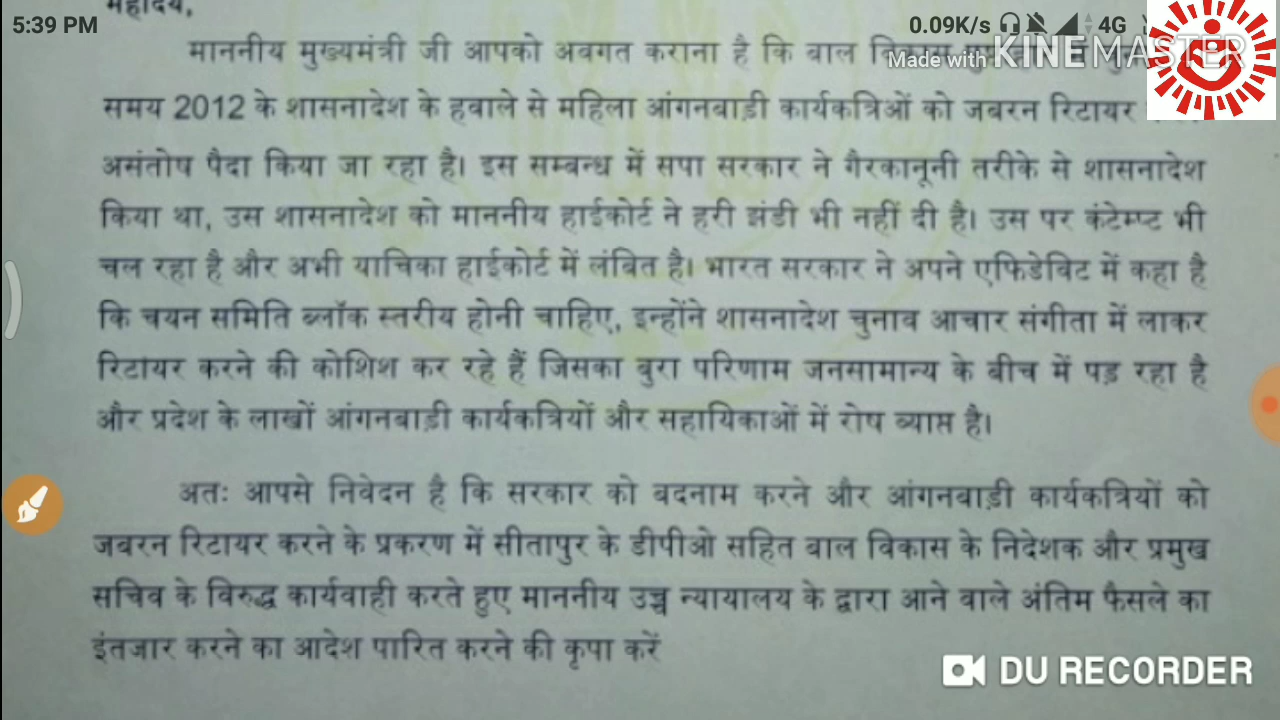 महोदय,
5:39 PM
0.09K/s 4G
Made with KINEMASTER
माननीय मुख्यमंत्री जी आपको अवगत कराना है कि बाल विकास
समय 2012 के शासनादेश के हवाले से महिला आंगनबाड़ी कार्यकत्रिओं को जबरन रिटायर
असंतोष पैदा किया जा रहा है। इस सम्बन्ध में सपा सरकार ने गैरकानूनी तरीके से शासनादेश
किया था, उस शासनादेश को माननीय हाईकोर्ट ने हरी झंडी भी नहीं दी है। उस पर कंटेम्प्ट भी
चल रहा है और अभी याचिका हाईकोर्ट में लंबित है। भारत सरकार ने अपने एफिडेविट में कहा है
कि चयन समिति ब्लॉक स्तरीय होनी चाहिए, इन्होंने शासनादेश चुनाव आचार संगीता में लाकर
रिटायर करने की कोशिश कर रहे हैं जिसका बुरा परिणाम जनसामान्य के बीच में पड़ रहा है
और प्रदेश के लाखों आंगनबाड़ी कार्यकत्रियों और सहायिकाओं में रोष व्याप्त है।
अतः आपसे निवेदन है कि सरकार को बदनाम करने और आंगनबाड़ी कार्यकत्रियों को
जबरन रिटायर करने के प्रकरण में सीतापुर के डीपीओ सहित बाल विकास के निदेशक और प्रमुख
सचिव के विरुद्ध कार्यवाही करते हुए माननीय उच्च न्यायालय के द्वारा आने वाले अंतिम फैसले का
इंतजार करने का आदेश पारित करने की कृपा करें
DU RECORDER